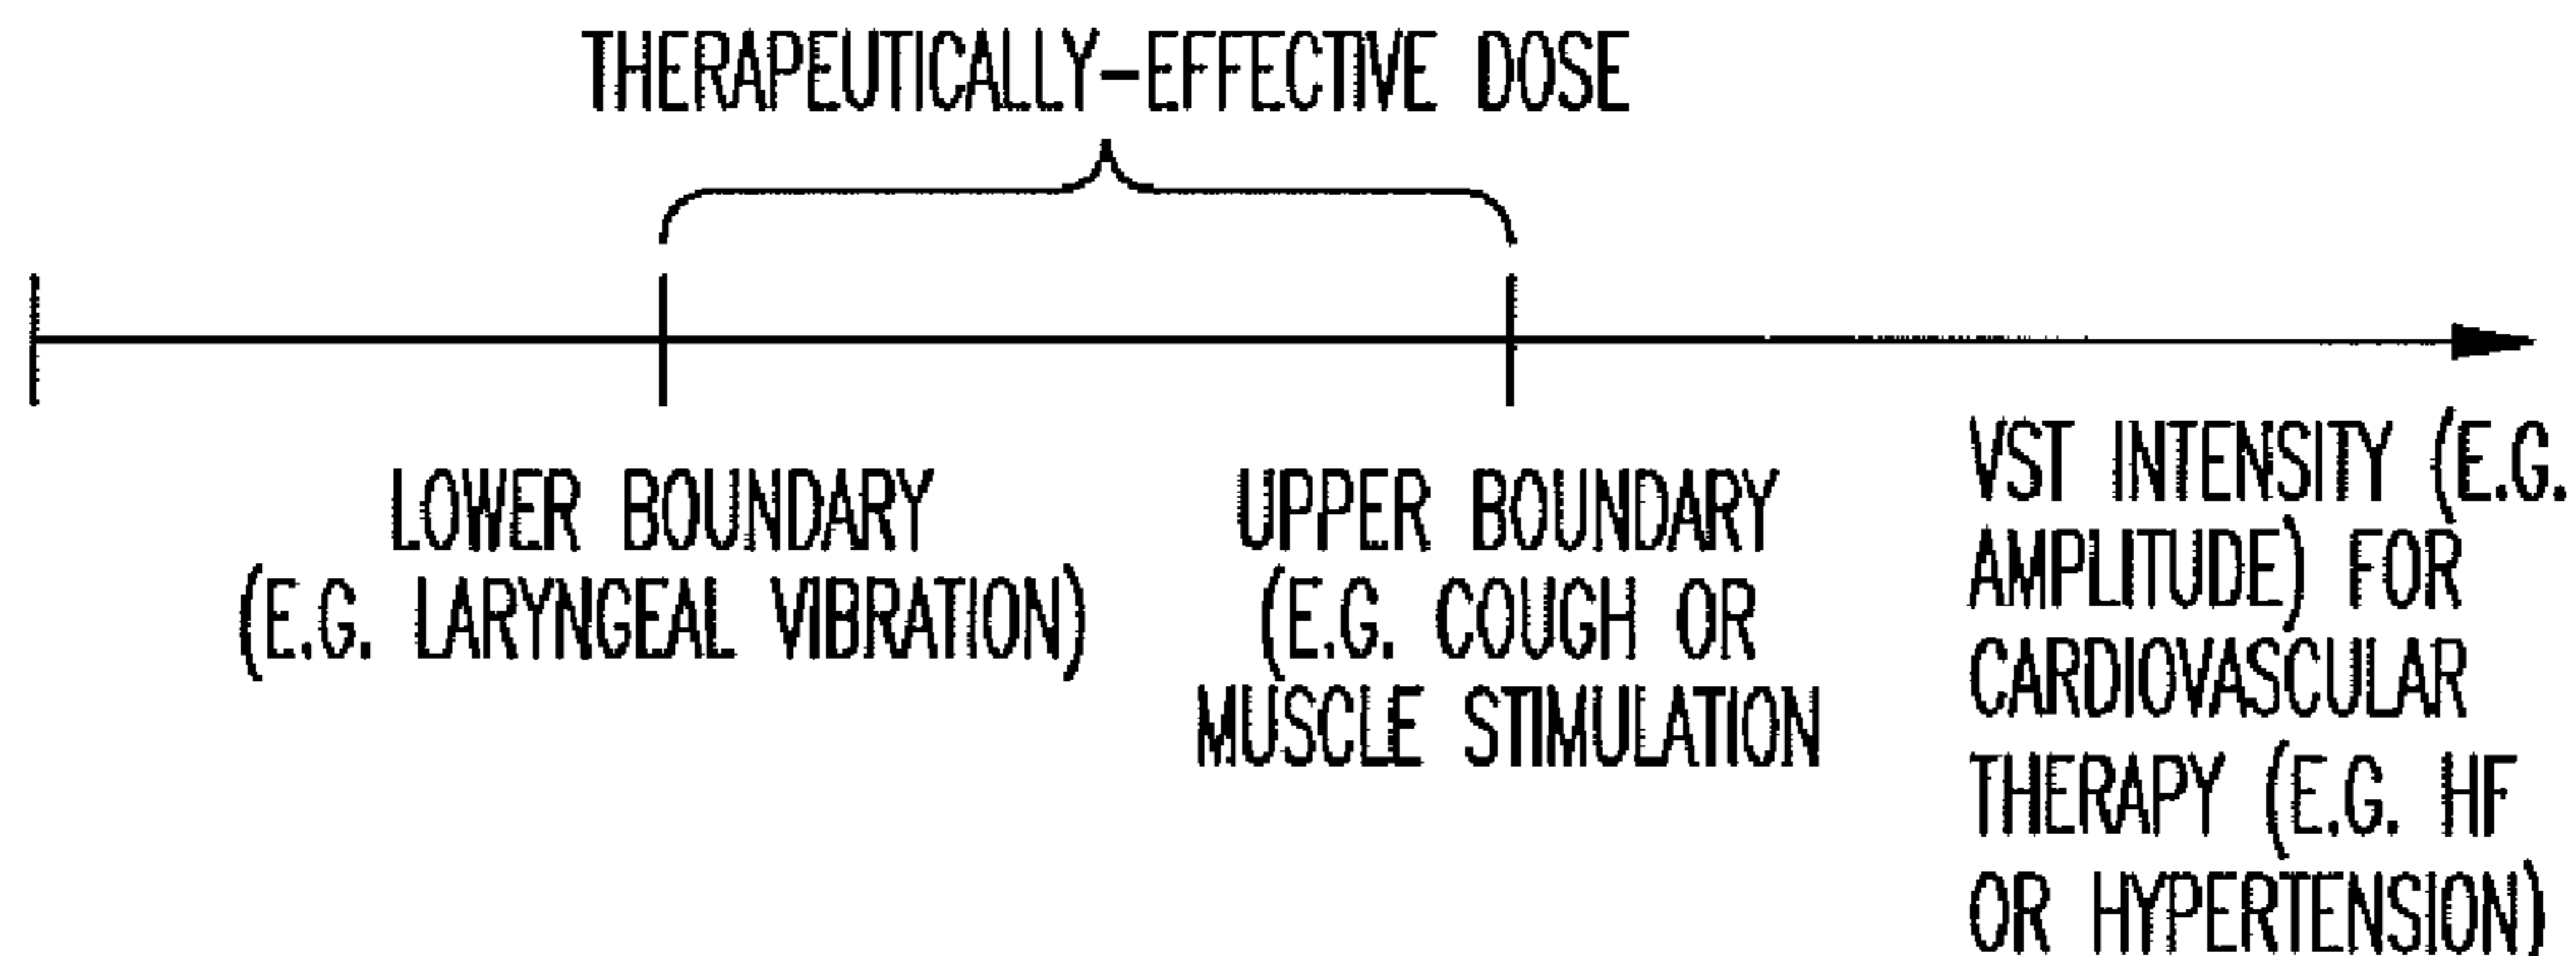 THERAPEUTICALLY-EFFECTIVE DOSE
LOWER BOUNDARY
(E.G. LARYNGEAL VIBRATION)
UPPER BOUNDARY
(E.G. COUGH OR
MUSCLE STIMULATION
VST INTENSITY (E.G.
AMPLITUDE) FOR
CARDIOVASCULAR
THERAPY (E.G. HF
OR HYPERTENSION)